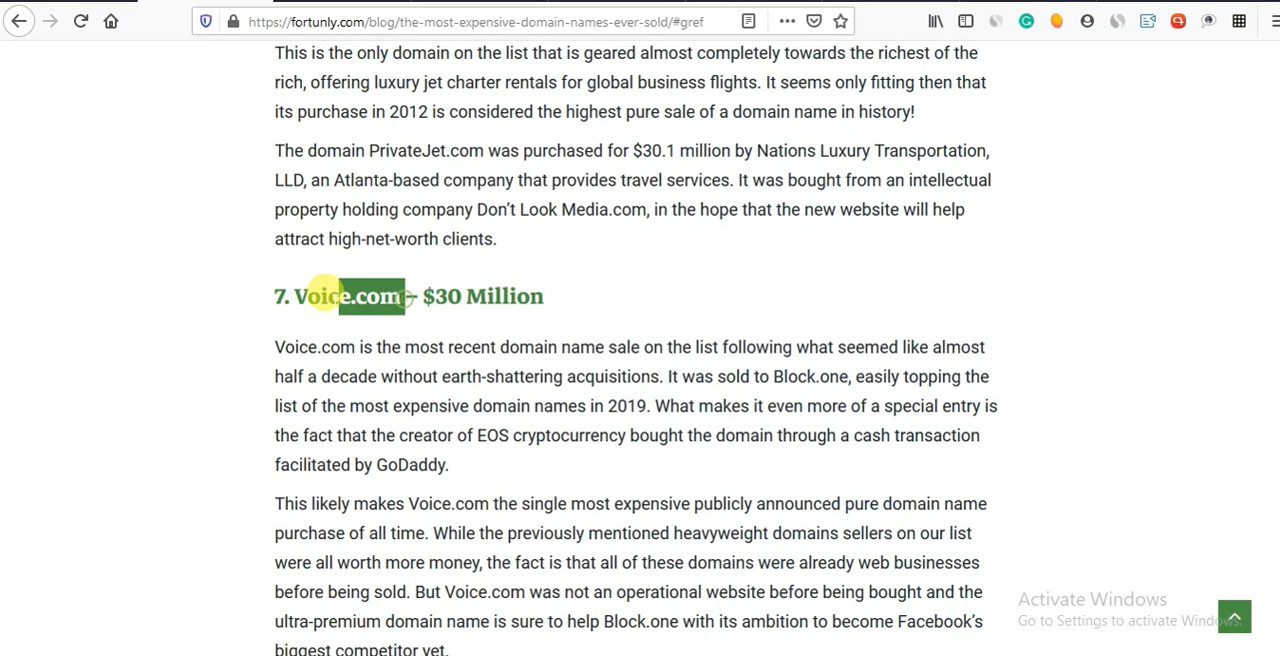 https://fortunly.com/blog/the-most-expensive-domain-names-ever-sold/#gref
This is the only domain on the list that is geared almost completely towards the richest of the
rich, offering luxury jet charter rentals for global business flights. It seems only fitting then that
its purchase in 2012 is considered the highest pure sale of a domain name in history!
The domain PrivateJet.com was purchased for $30.1 million by Nations Luxury Transportation,
LLD, an Atlanta-based company that provides travel services. It was bought from an intellectual
property holding company Don’t Look Media.com, in the hope that the new website will help
attract high-net-worth clients.
7. Voice.com – $30 Million
Voice.com is the most recent domain name sale on the list following what seemed like almost
half a decade without earth-shattering acquisitions. It was sold to Block.one, easily topping the
list of the most expensive domain names in 2019. What makes it even more of a special entry is
the fact that the creator of EOS cryptocurrency bought the domain through a cash transaction
facilitated by GoDaddy.
This likely makes Voice.com the single most expensive publicly announced pure domain name
purchase of all time. While the previously mentioned heavyweight domains sellers on our list
were all worth more money, the fact is that all of these domains were already web businesses
before being sold. But Voice.com was not an operational website before being bought and the
ultra-premium domain name is sure to help Block.one with its ambition to become Facebook’s
biggest competitor yet.
Activate Windows
Go to Settings to activate Windows.